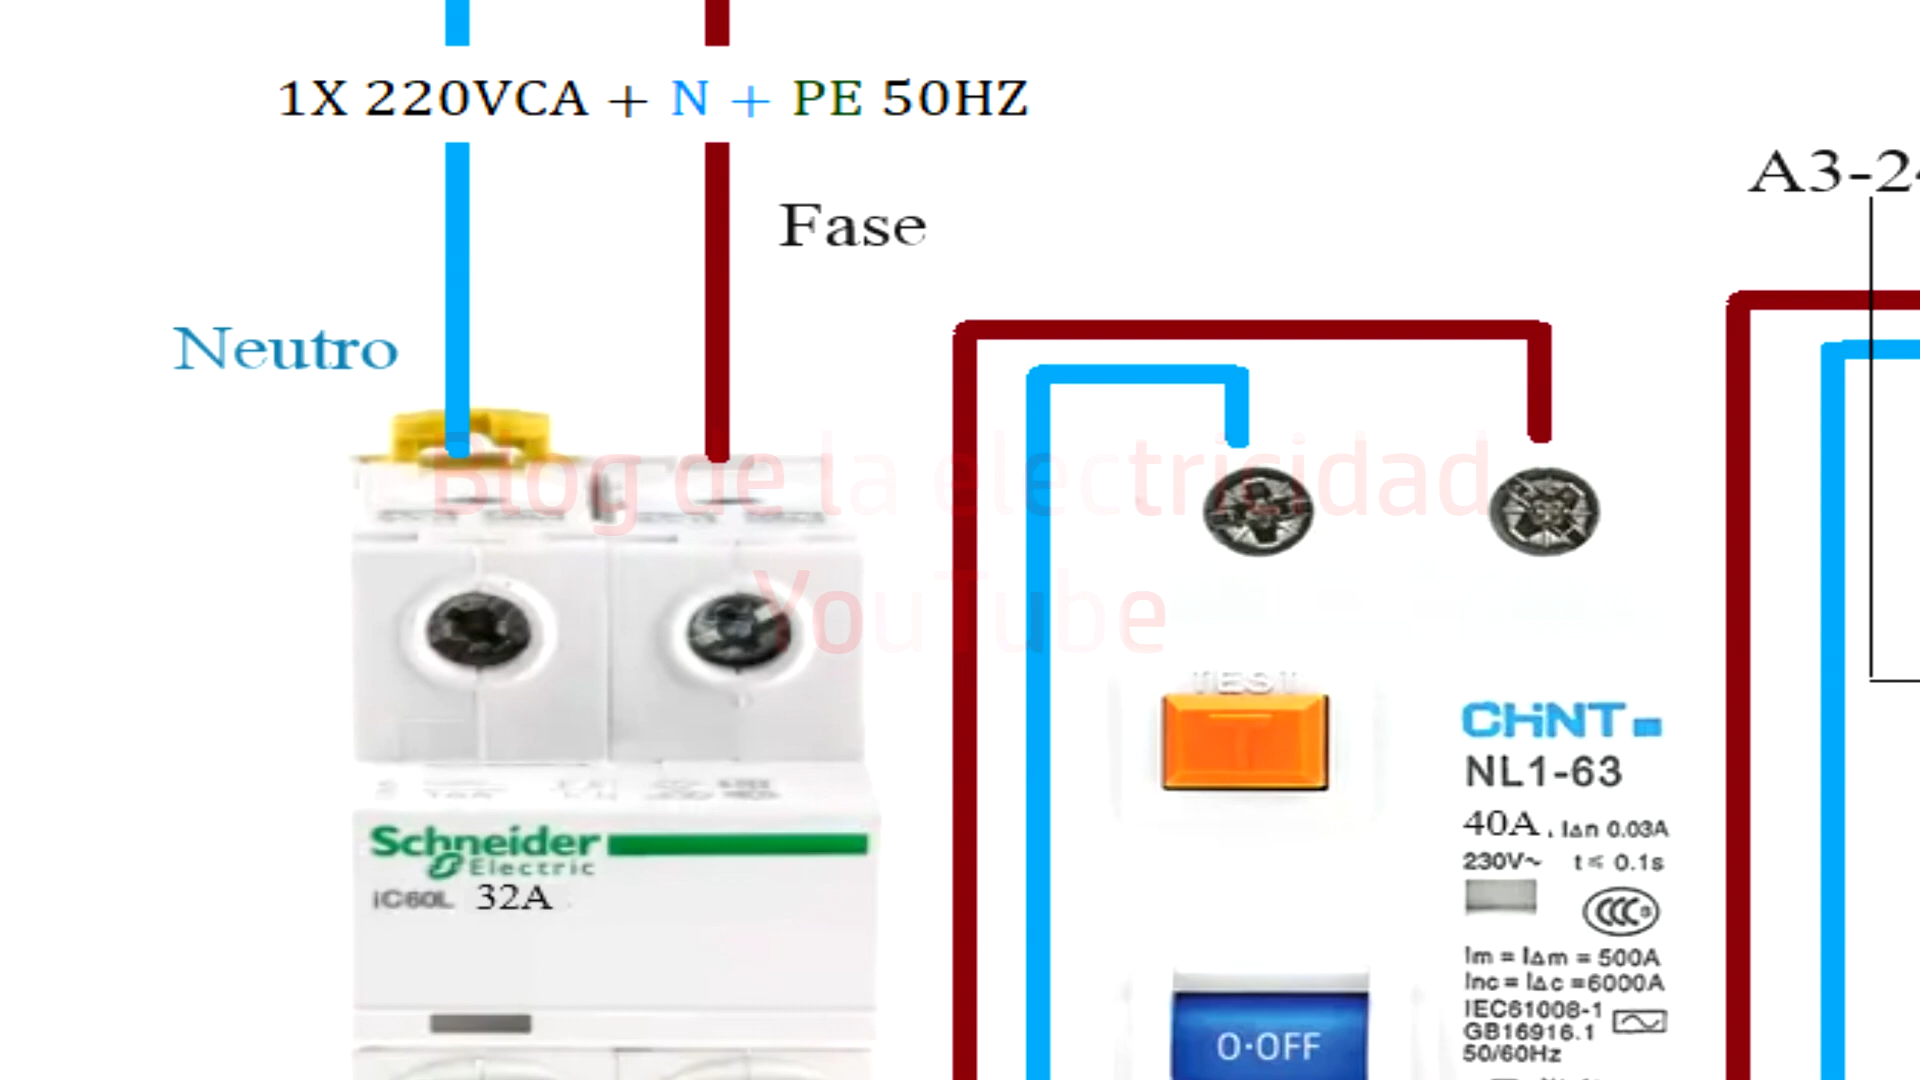 1X 220VCA + N + PE 50HZ
Fase
A3-2
Neutro
Blog de la electricidad
YouTube
TEST
CHNT
NL1-63
40A , IΔn 0.03A
230V~ t≤ 0.1s
CCC S
Im = IΔm = 500A
Inc = IΔc =6000A
IEC61008-1
GB16916.1
50/60Hz
Schneider
Electric
iC60L 32A
O·OFF